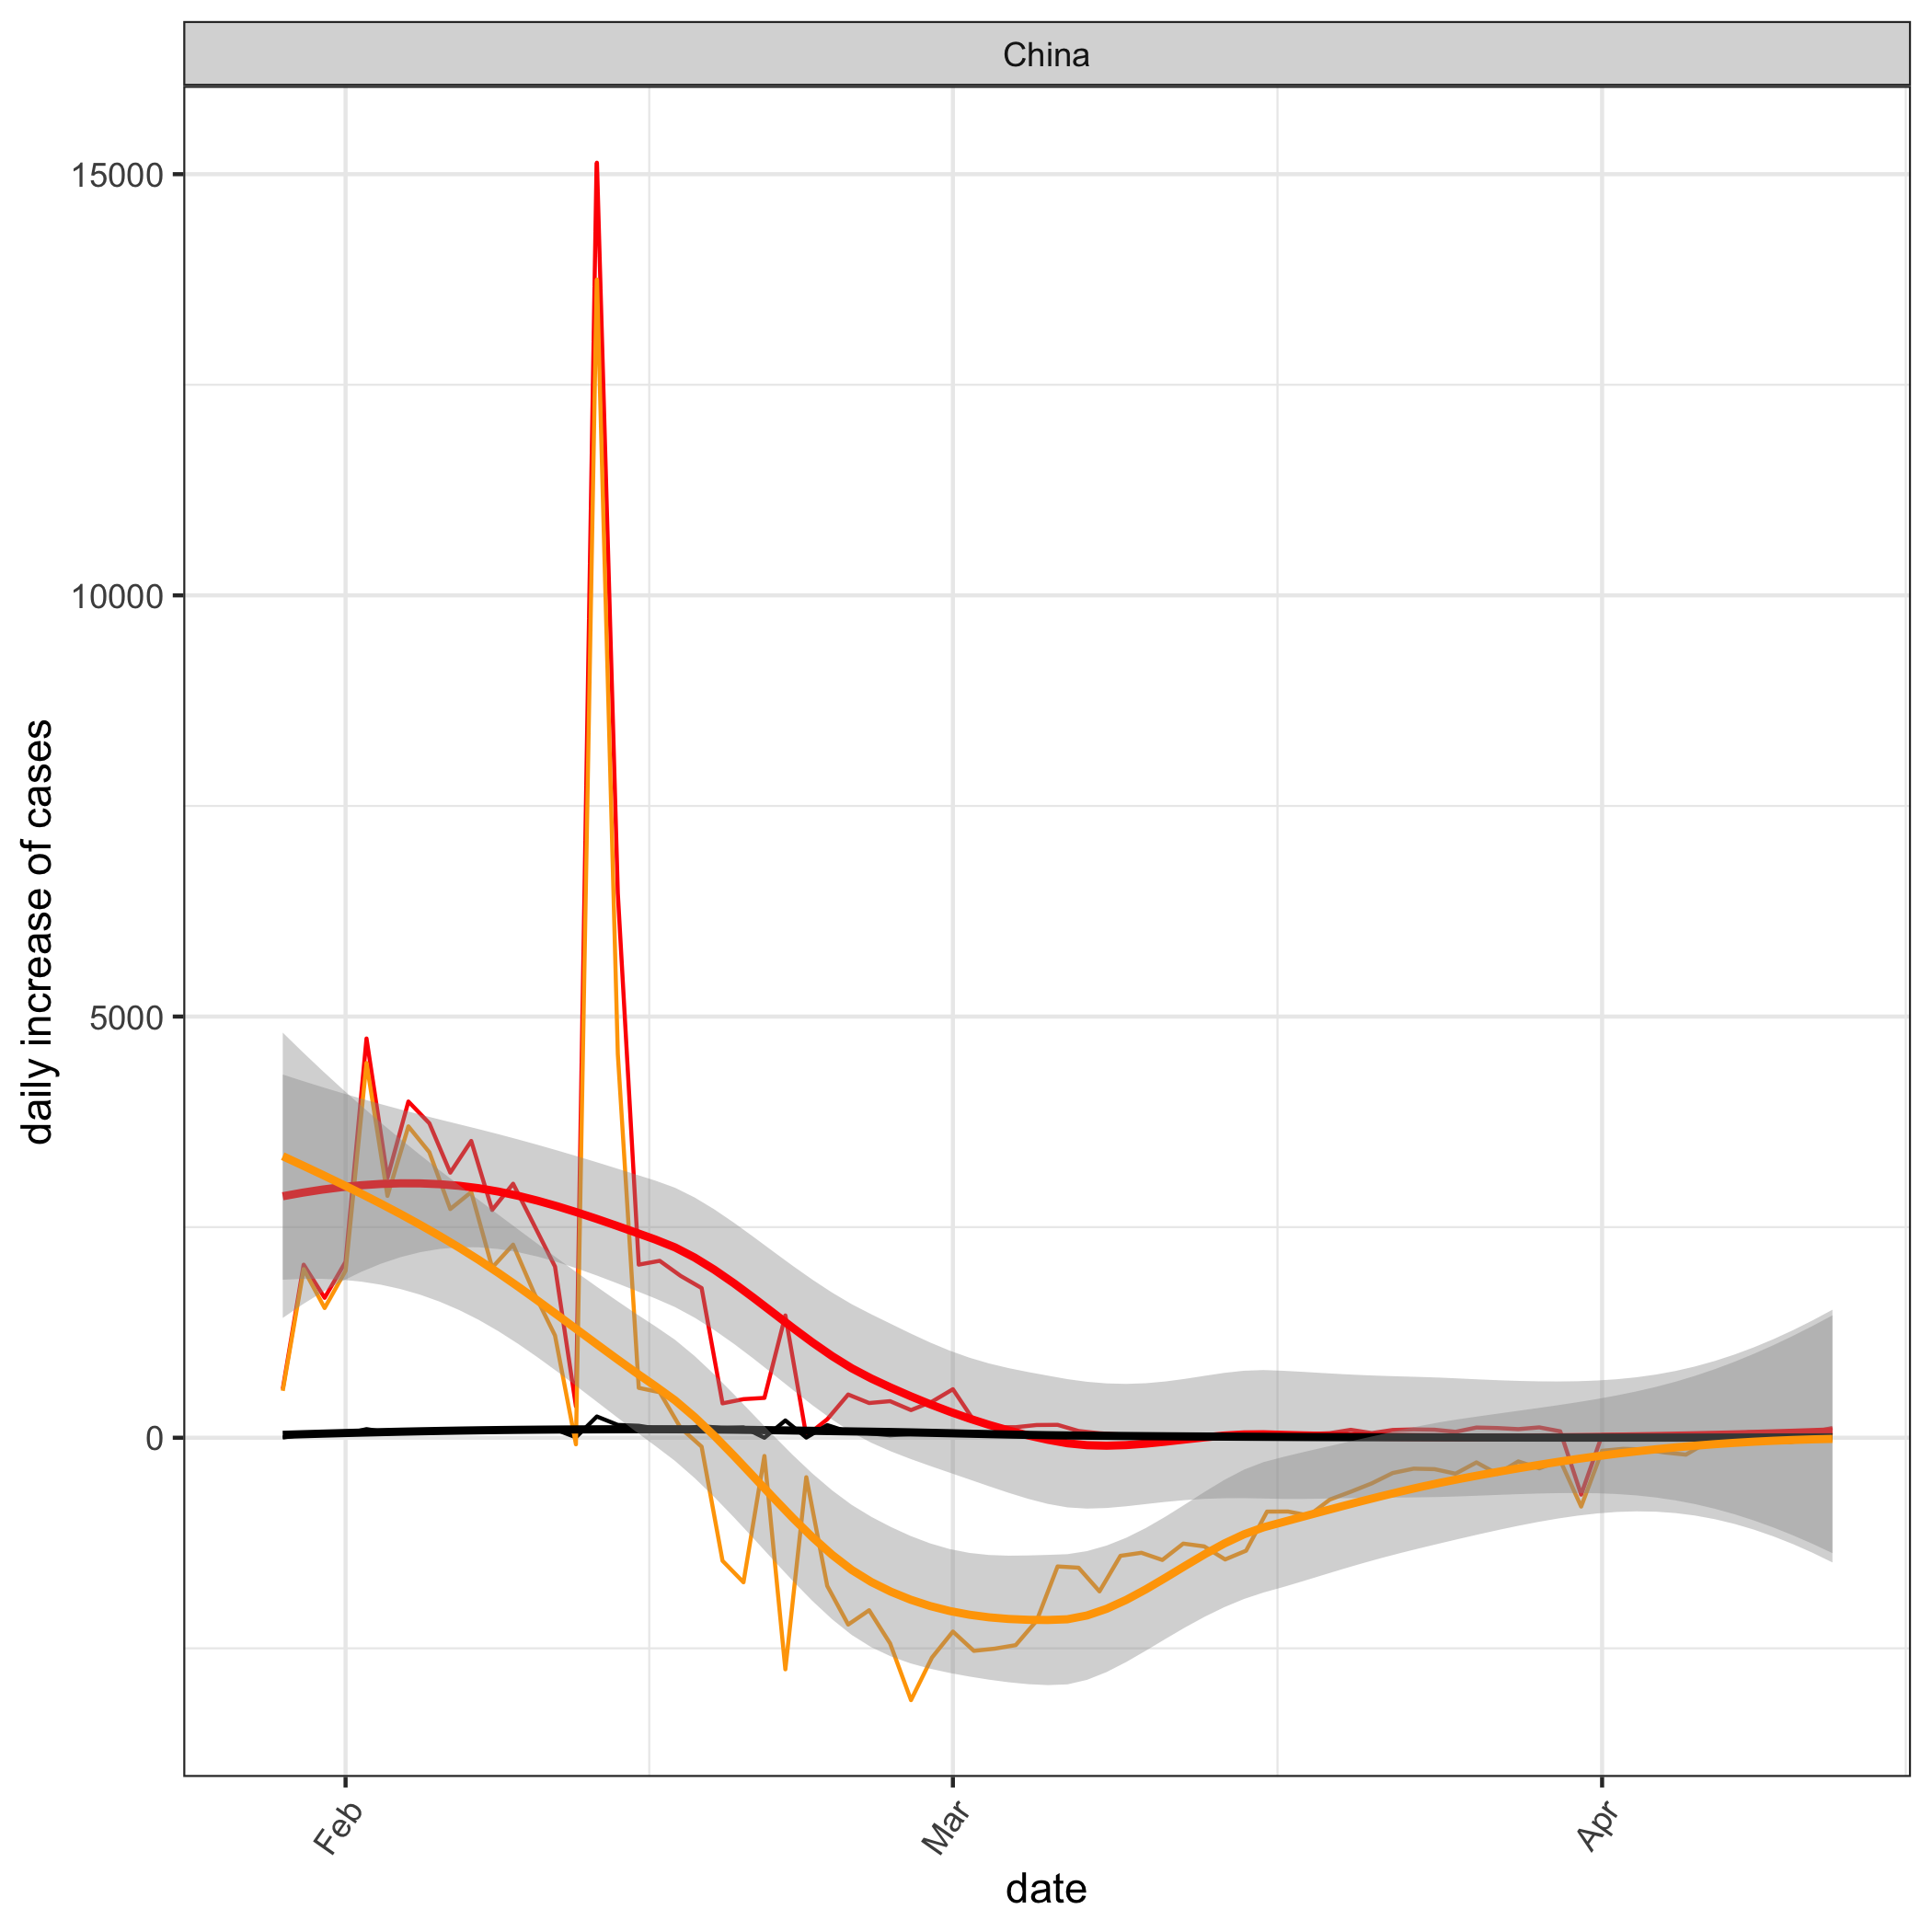 China
15000
10000
5000
0
daily increase of cases
Feb
Mar
Apr
date